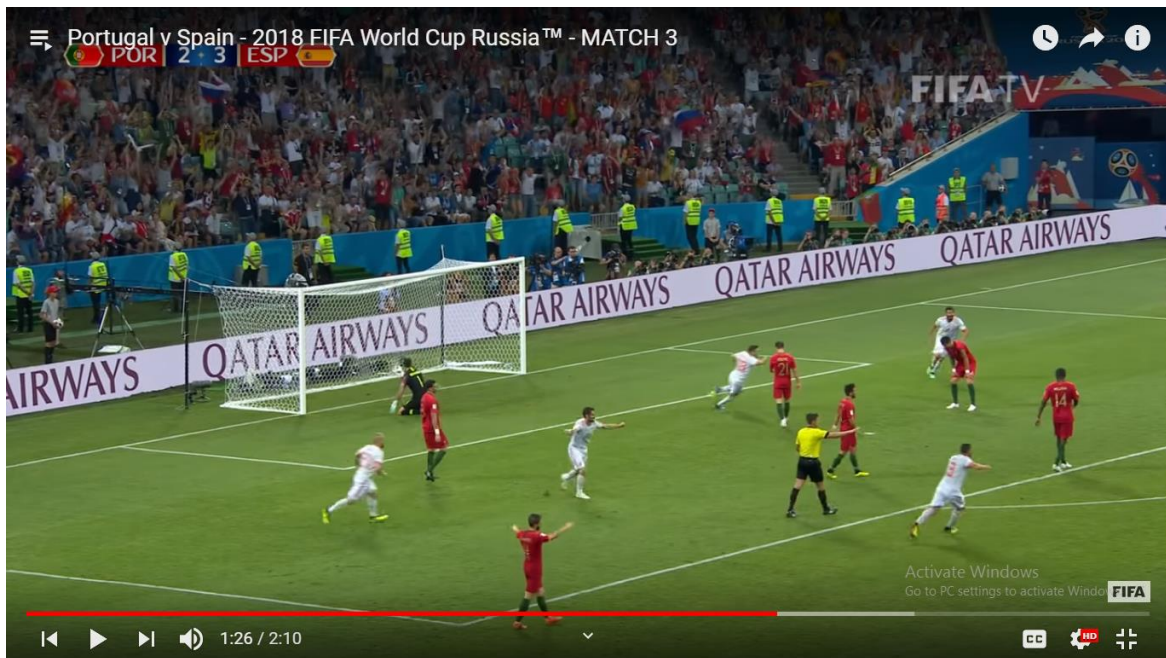 Portugal v Spain - 2018 FIFA World Cup Russia™ - MATCH 3
POR 2 3 ESP
FIFA TV
QATAR AIRWAYS
QATAR AIRWAYS
QATAR AIRWAYS
QATAR AIRWAYS
AIRWAYS
21
14
Activate Windows
Go to PC settings to activate Windo
FIFA
1:26 / 2:10
CC
HD